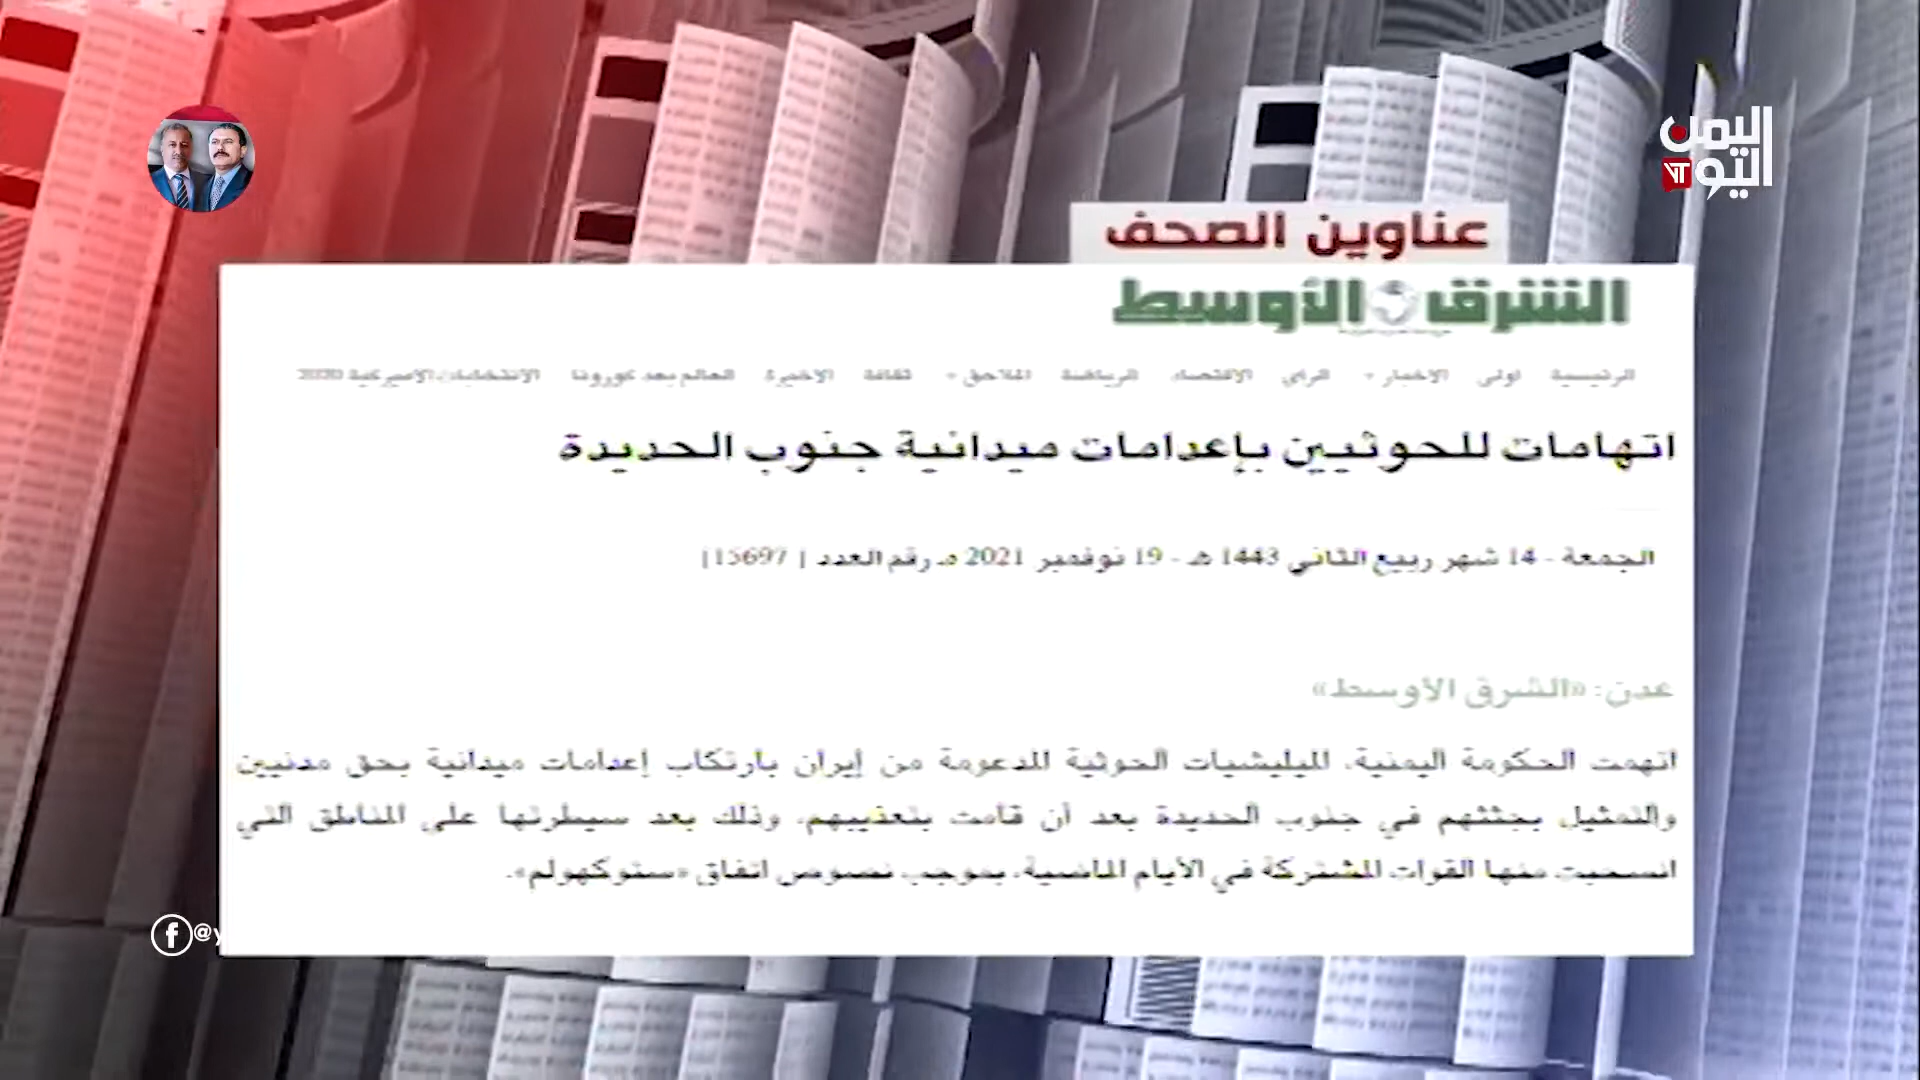 اليمن
اليوم
YT
عناوين الصحف
الشرق الأوسط
الرئيسية أولى الأخبار الرأي الاقتصاد الرياضة الملاحق ثقافة الأخيرة العالم بعد كورونا الانتخابات الأميركية 2020
اتهامات للحوثيين بإعدامات ميدانية جنوب الحديدة
الجمعة - 14 شهر ربيع الثاني 1443 هـ - 19 نوفمبر 2021 مـ رقم العدد [ 15697]
عدن: «الشرق الأوسط»
اتهمت الحكومة اليمنية، الميليشيات الحوثية المدعومة من إيران بارتكاب إعدامات ميدانية بحق مدنيين
والتمثيل بجثثهم في جنوب الحديدة بعد أن قامت بتعذيبهم، وذلك بعد سيطرتها على المناطق التي
انسحبت منها القوات المشتركة في الأيام الماضية، بموجب نصوص اتفاق «ستوكهولم».
f @y